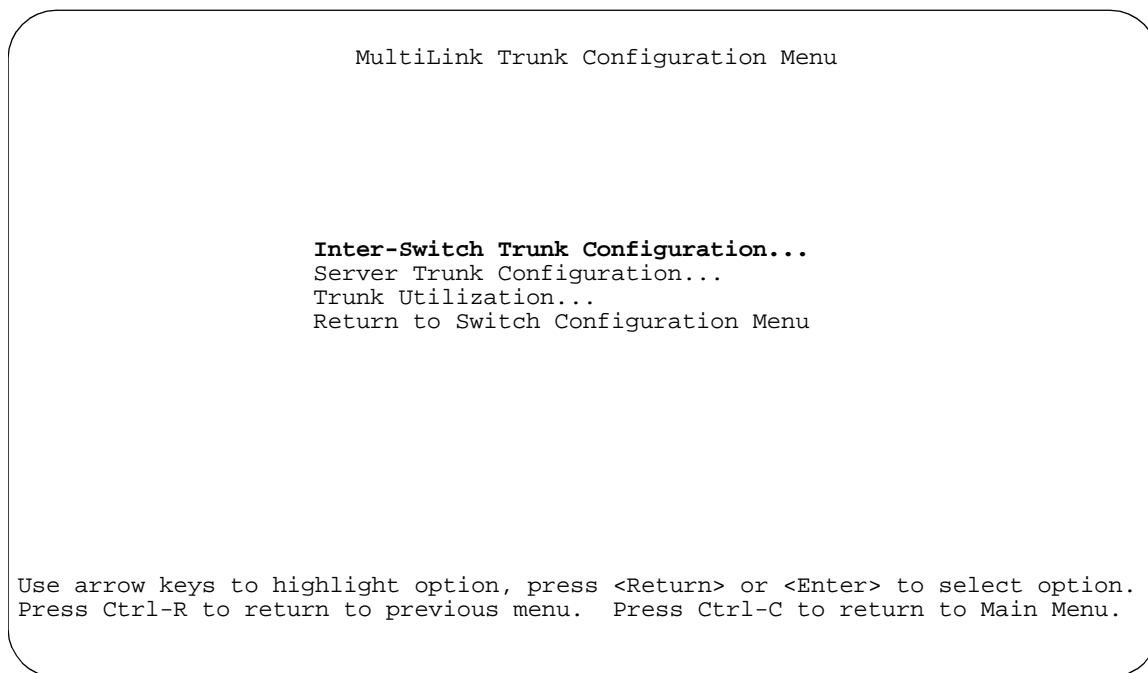 MultiLink Trunk Configuration Menu
Inter-Switch Trunk Configuration...
Server Trunk Configuration...
Trunk Utilization...
Return to Switch Configuration Menu
Use arrow keys to highlight option, press <Return> or <Enter> to select option.
Press Ctrl-R to return to previous menu.  Press Ctrl-C to return to Main Menu.